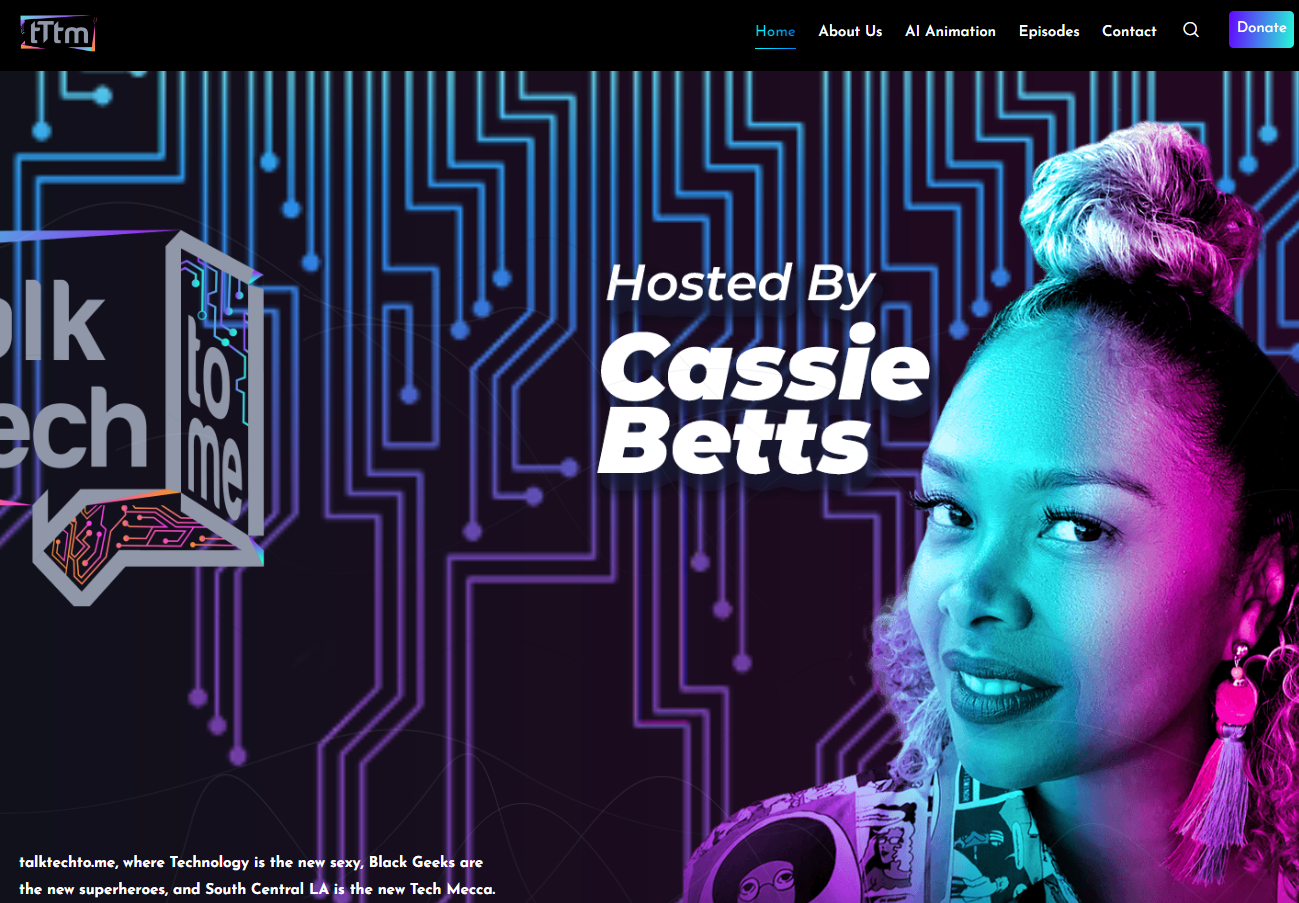 tTtm
Home About Us AI Animation Episodes Contact Donate
alk
tech
to
me
Hosted By
Cassie
Betts
talktechto.me, where Technology is the new sexy, Black Geeks are
the new superheroes, and South Central LA is the new Tech Mecca.